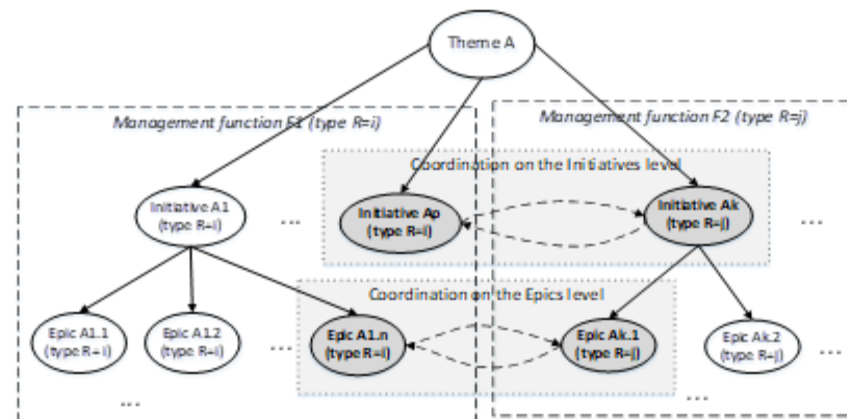 Theme A
Management function F1 (type R=i)
Management function F2 (type R=j)
Coordination on the Initiatives level
Initiative A1
(type R=i)
...
Initiative Ap
(type R=i)
Initiative Ak
(type R=j)
...
Coordination on the Epics level
Epic A1.1
(type R=i)
Epic A1.2
(type R=i)
...
Epic A1.n
(type R=i)
Epic Ak.1
(type R=j)
Epic Ak.2
(type R=j)
...
...
...